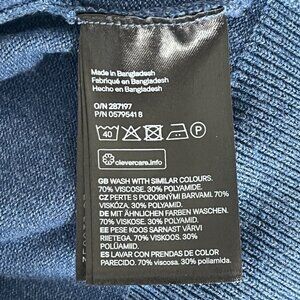 Made in Bangladesh
Fabriqué en Bangladesh
Hecho en Bangladesh
O/N 287197
P/N 0579541 8
40
P
clevercare.info
GB WASH WITH SIMILAR COLOURS.
70% VISCOSE. 30% POLYAMIDE.
CZ PERTE S PODOBNÝMI BARVAMI. 70%
VISKÓZA. 30% POLYAMID.
DE MIT ÄHNLICHEN FARBEN WASCHEN.
70% VISKOSE. 30% POLYAMID.
EE PESE KOOS SARNAST VÄRVI
RIIETEGA. 70% VISKOOS. 30%
POLÜAMIID.
ES LAVAR CON PRENDAS DE COLOR
PARECIDO. 70% viscosa. 30% poliamida.